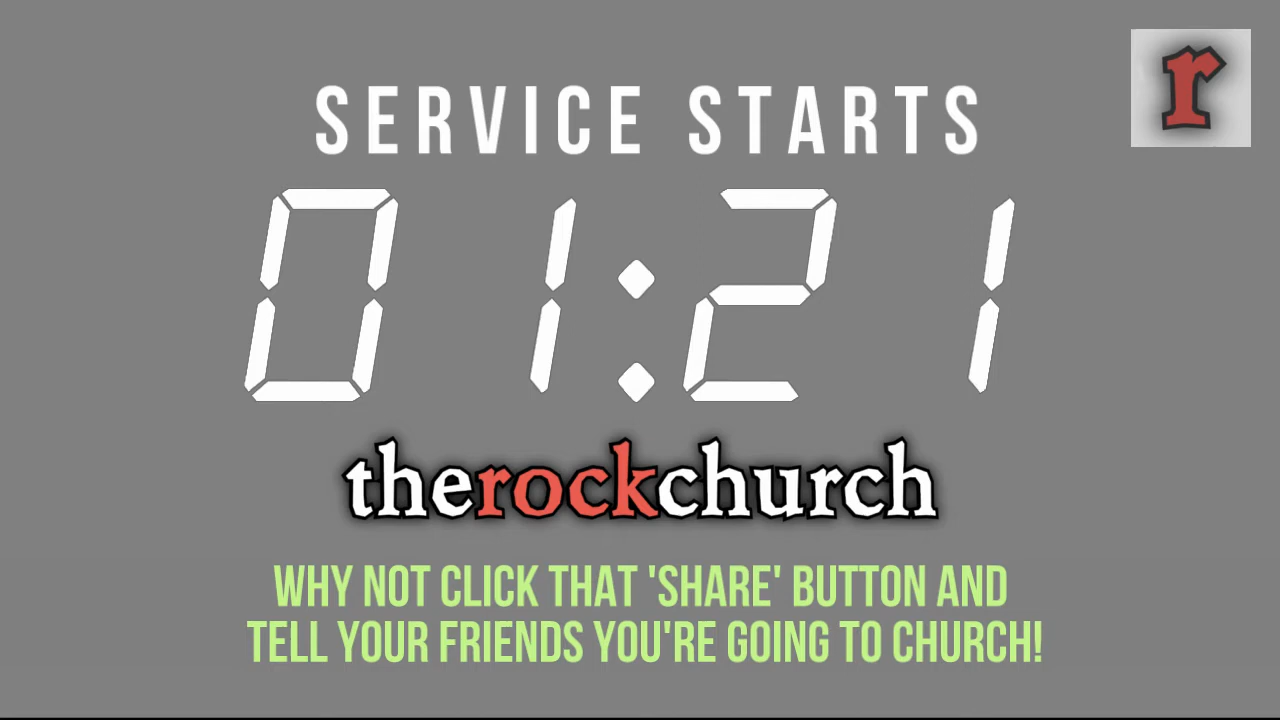 SERVICE STARTS
r
01:21
therockchurch
WHY NOT CLICK THAT 'SHARE' BUTTON AND
TELL YOUR FRIENDS YOU'RE GOING TO CHURCH!